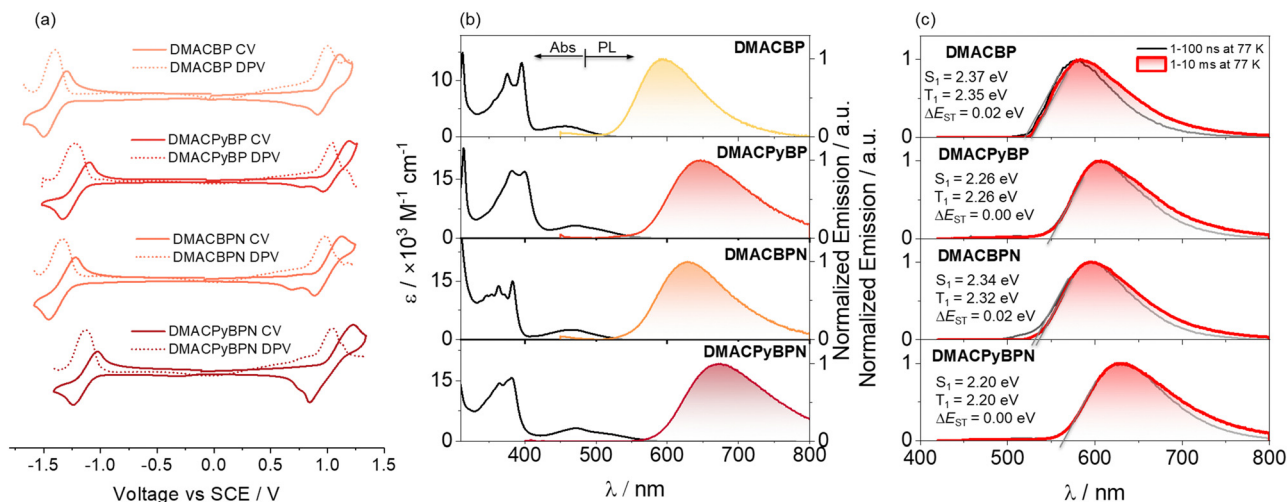 (a)
DMACBP CV
DMACBP DPV
DMACPyBP CV
DMACPyBP DPV
DMACBPN CV
DMACBPN DPV
DMACPyBPN CV
DMACPyBPN DPV
-1.5 -1.0 -0.5 0.0 0.5 1.0 1.5
Voltage vs SCE / V
(b)
Abs PL
DMACBP
DMACPyBP
DMACBPN
DMACPyBPN
15
0
15
0
15
0
15
0
ε / ×10³ M⁻¹ cm⁻¹
1
0
1
0
1
0
1
0
Normalized Emission / a.u.
400 500 600 700 800
λ / nm
(c)
DMACBP
S₁ = 2.37 eV
T₁ = 2.35 eV
ΔE_ST = 0.02 eV
1-100 ns at 77 K
1-10 ms at 77 K
DMACPyBP
S₁ = 2.26 eV
T₁ = 2.26 eV
ΔE_ST = 0.00 eV
DMACBPN
S₁ = 2.34 eV
T₁ = 2.32 eV
ΔE_ST = 0.02 eV
DMACPyBPN
S₁ = 2.20 eV
T₁ = 2.20 eV
ΔE_ST = 0.00 eV
1
0
1
0
1
0
1
0
Normalized Emission / a.u.
400 500 600 700 800
λ / nm